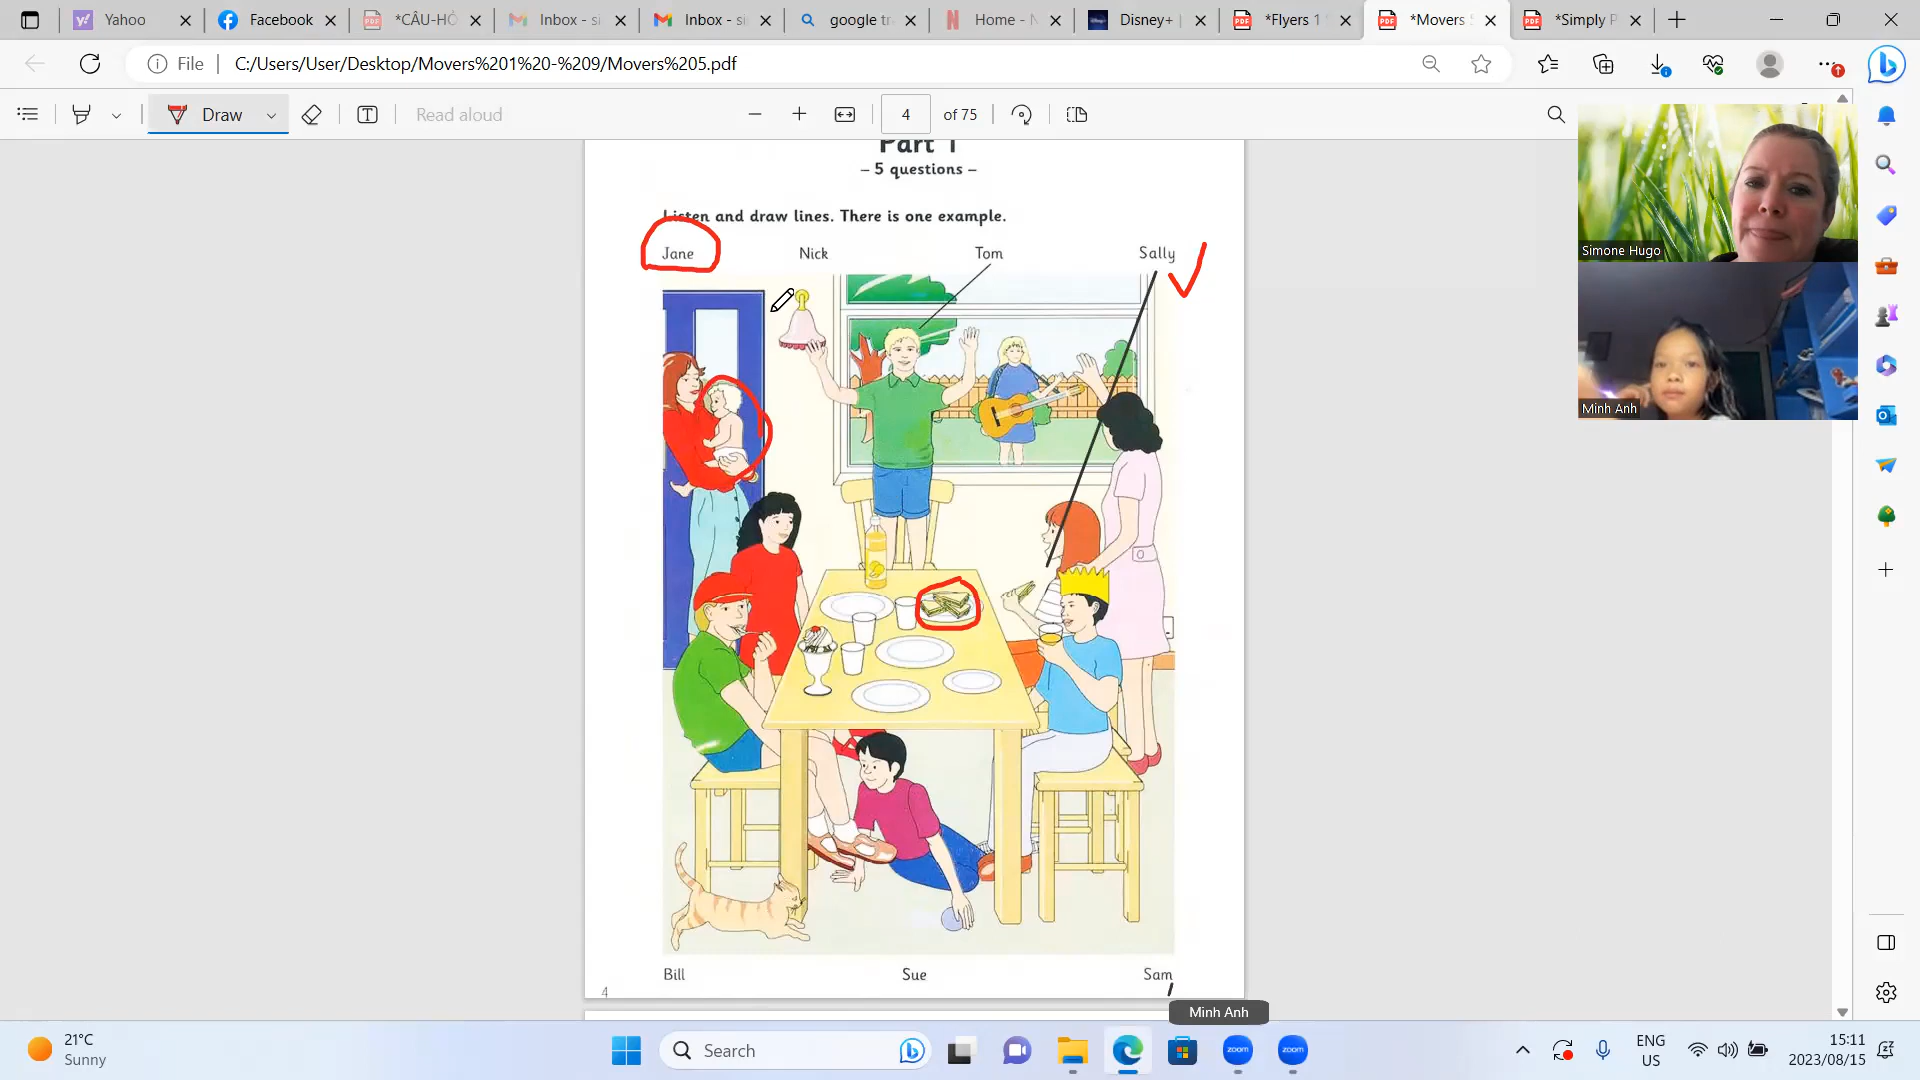 Yahoo
Facebook
*CÂU-HỎ
Inbox - si
Inbox - si
google tr
Home - N
Disney+ |
*Flyers 1
*Movers 5
*Simply P
File
C:/Users/User/Desktop/Movers%201%20-%209/Movers%205.pdf
Draw
Read aloud
4 of 75
Part 1
– 5 questions –
Listen and draw lines. There is one example.
Jane Nick Tom Sally
Simone Hugo
Minh Anh
Bill Sue Sam
4
Minh Anh
21°C
Sunny
Search
zoom
zoom
ENG
US
15:11
2023/08/15